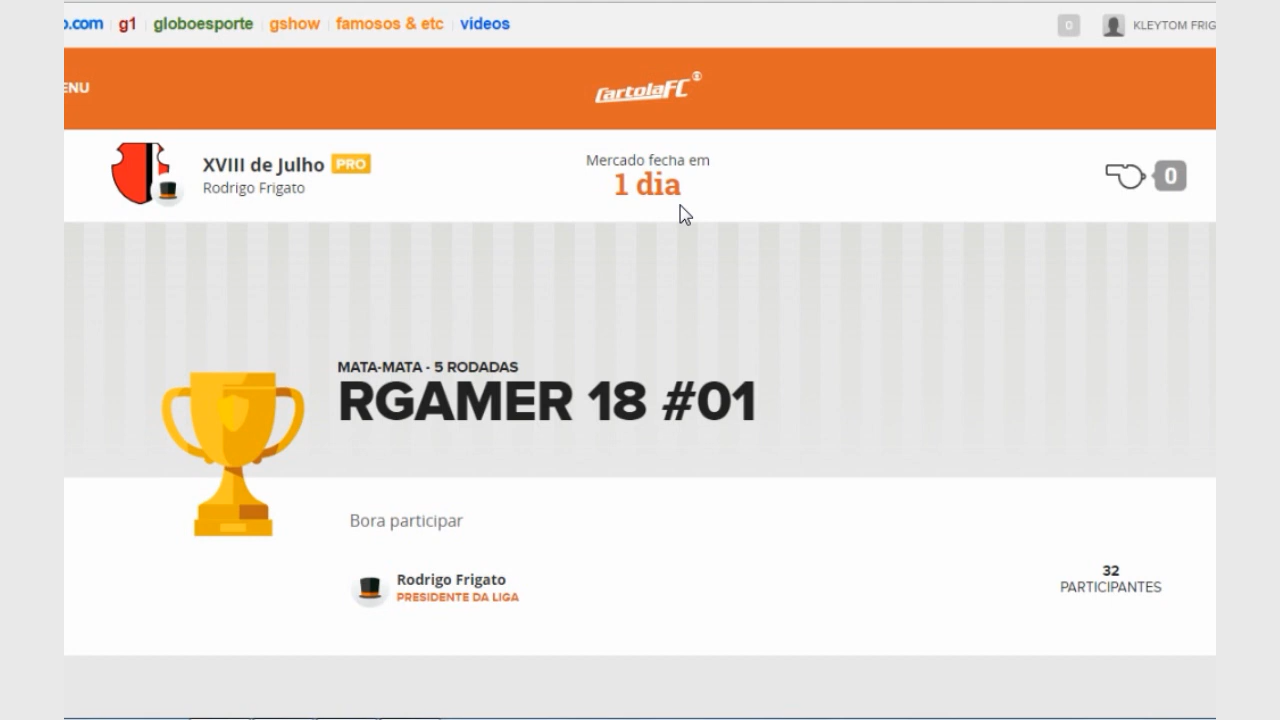 o.com g1 globoesporte gshow famosos & etc vídeos 0 KLEYTOM FRIG
ENU
CartolaFC®
XVIII de Julho PRO
Rodrigo Frigato
Mercado fecha em
1 dia
0
MATA-MATA - 5 RODADAS
RGAMER 18 #01
Bora participar
Rodrigo Frigato
PRESIDENTE DA LIGA
32
PARTICIPANTES